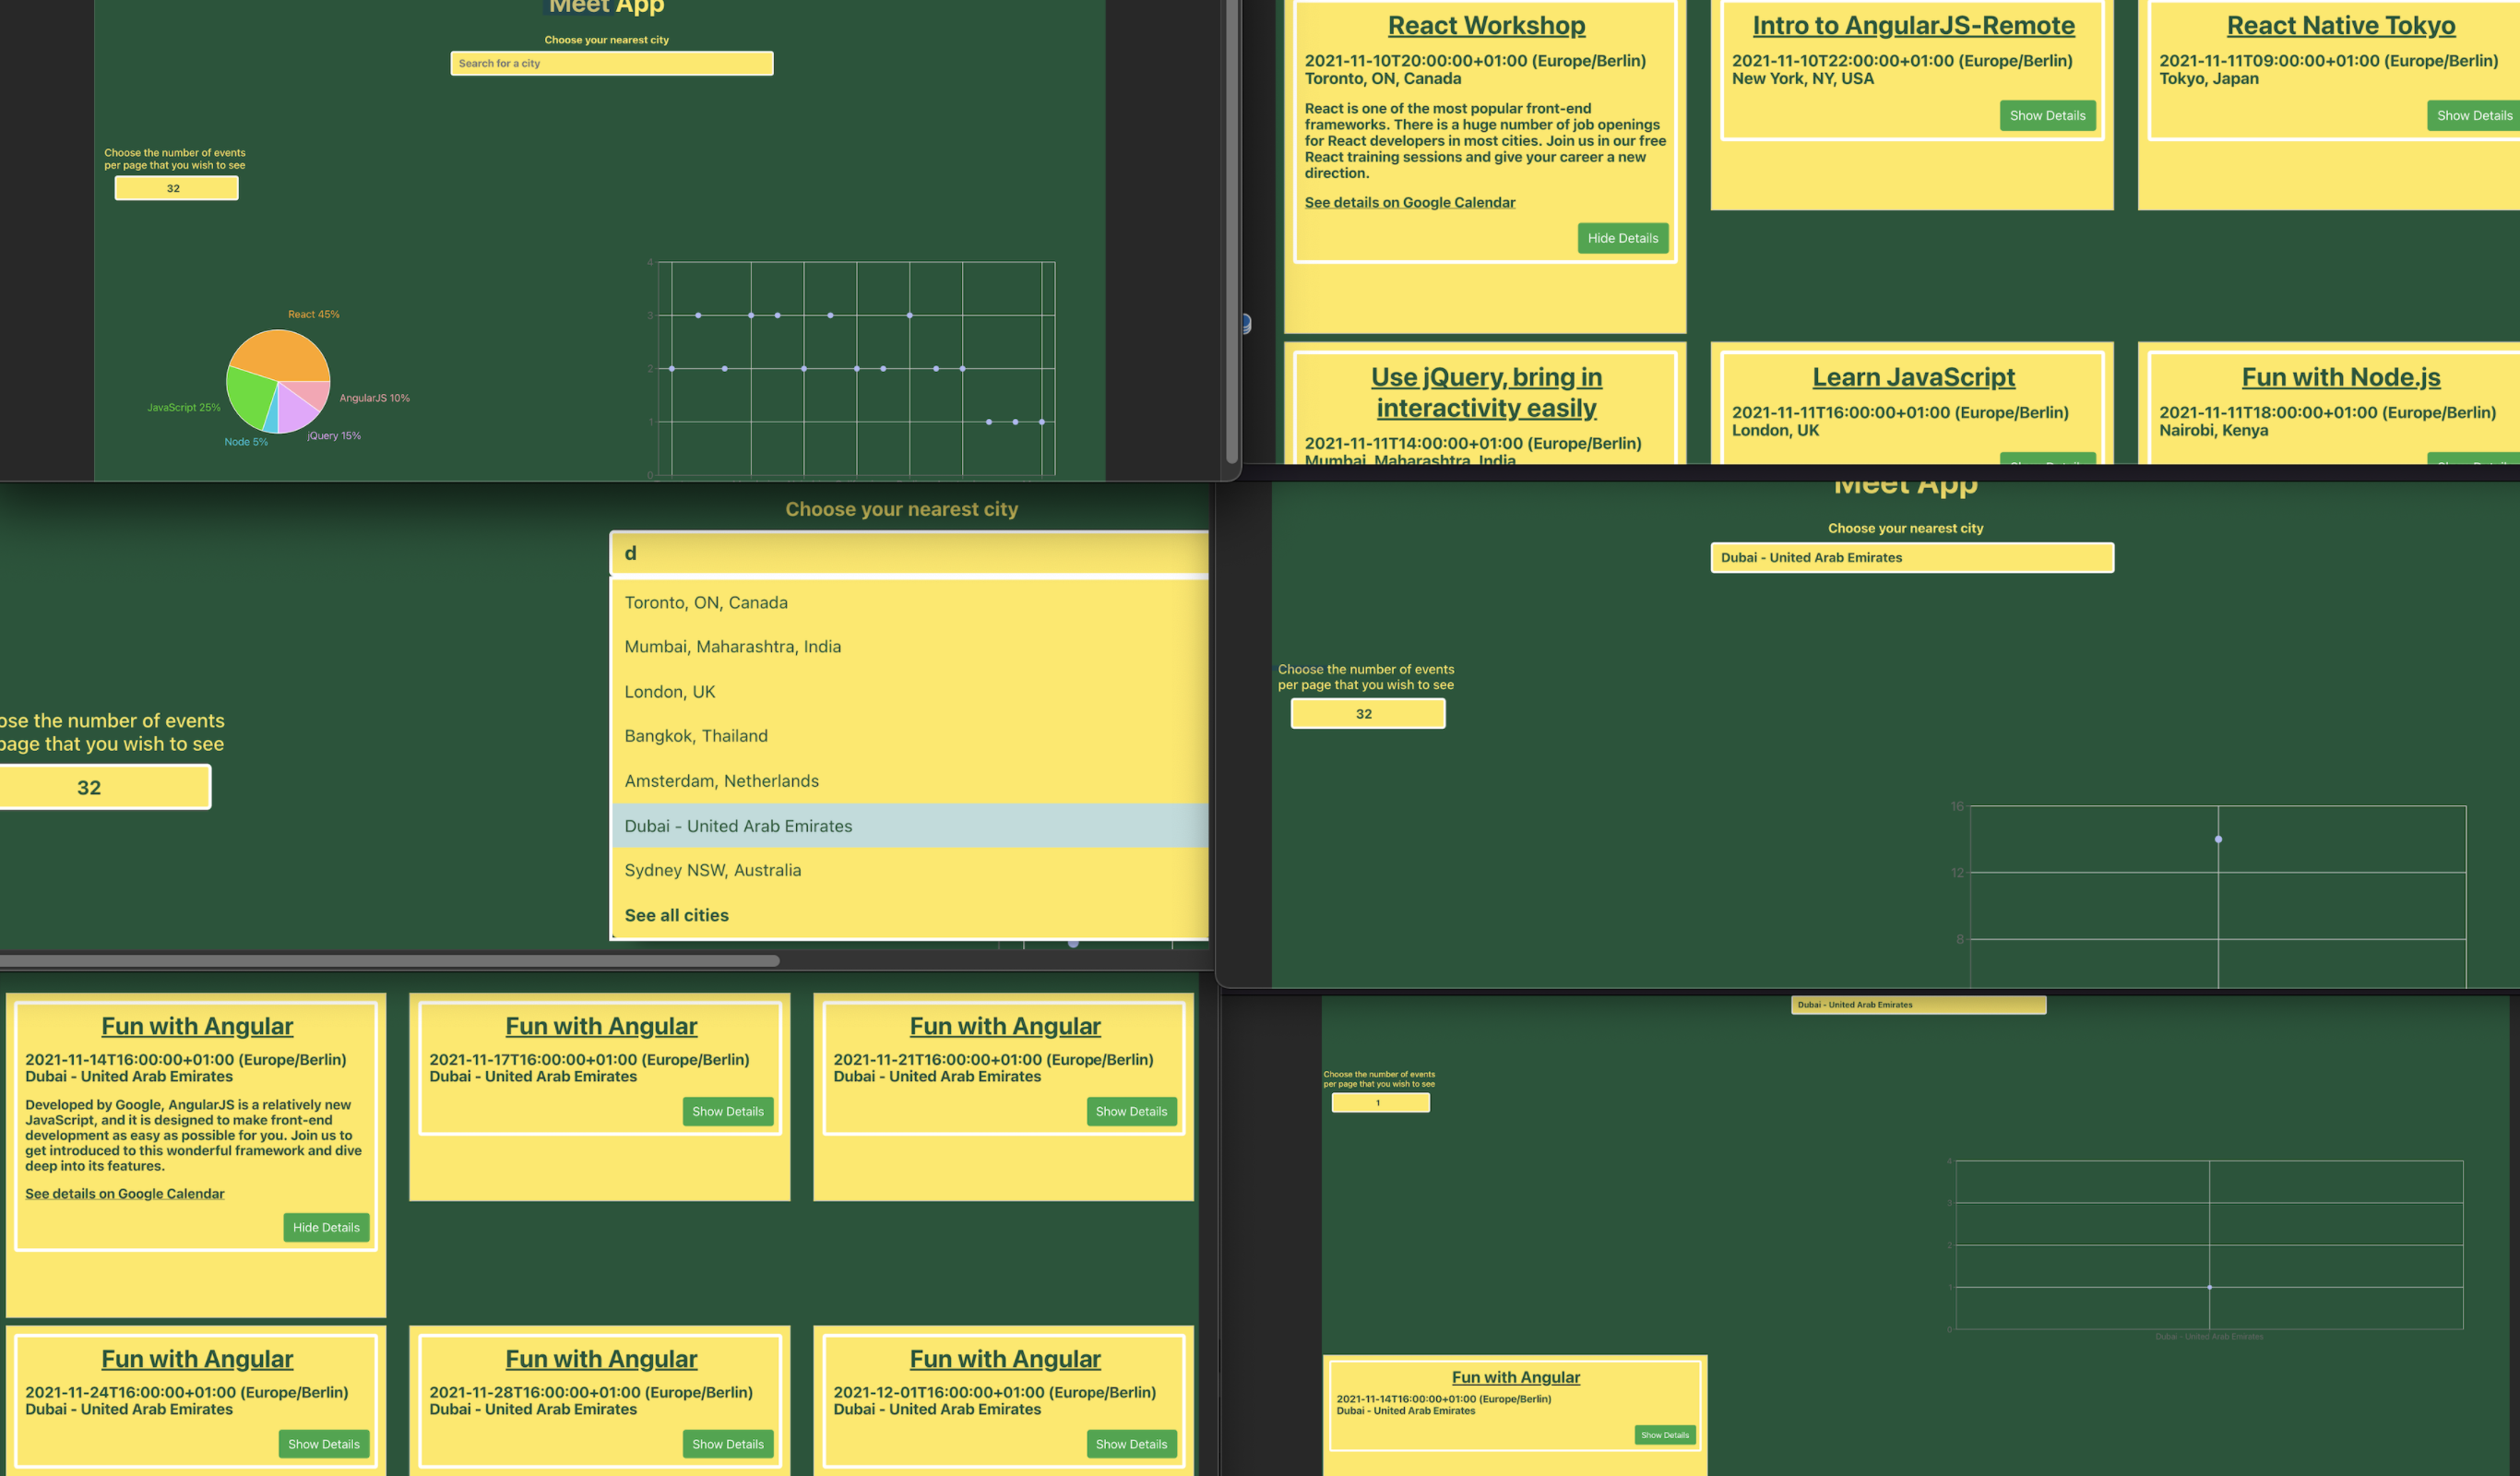 Meet App
Choose your nearest city
Search for a city
Choose the number of events
per page that you wish to see
32
React 45%
AngularJS 10%
JavaScript 25%
jQuery 15%
Node 5%
4
3
2
1
0
React Workshop
2021-11-10T20:00:00+01:00 (Europe/Berlin)
Toronto, ON, Canada
React is one of the most popular front-end
frameworks. There is a huge number of job openings
for React developers in most cities. Join us in our free
React training sessions and give your career a new
direction.
See details on Google Calendar
Hide Details
Intro to AngularJS-Remote
2021-11-10T22:00:00+01:00 (Europe/Berlin)
New York, NY, USA
Show Details
React Native Tokyo
2021-11-11T09:00:00+01:00 (Europe/Berlin)
Tokyo, Japan
Show Details
Use jQuery, bring in
interactivity easily
2021-11-11T14:00:00+01:00 (Europe/Berlin)
Mumbai, Maharashtra, India
Learn JavaScript
2021-11-11T16:00:00+01:00 (Europe/Berlin)
London, UK
Show Details
Fun with Node.js
2021-11-11T18:00:00+01:00 (Europe/Berlin)
Nairobi, Kenya
Show Details
Choose your nearest city
d
Toronto, ON, Canada
Mumbai, Maharashtra, India
London, UK
Bangkok, Thailand
Amsterdam, Netherlands
Dubai - United Arab Emirates
Sydney NSW, Australia
See all cities
ose the number of events
page that you wish to see
32
Meet App
Choose your nearest city
Dubai - United Arab Emirates
Choose the number of events
per page that you wish to see
32
16
12
8
Fun with Angular
2021-11-14T16:00:00+01:00 (Europe/Berlin)
Dubai - United Arab Emirates
Developed by Google, AngularJS is a relatively new
JavaScript, and it is designed to make front-end
development as easy as possible for you. Join us to
get introduced to this wonderful framework and dive
deep into its features.
See details on Google Calendar
Hide Details
Fun with Angular
2021-11-17T16:00:00+01:00 (Europe/Berlin)
Dubai - United Arab Emirates
Show Details
Fun with Angular
2021-11-21T16:00:00+01:00 (Europe/Berlin)
Dubai - United Arab Emirates
Show Details
Fun with Angular
2021-11-24T16:00:00+01:00 (Europe/Berlin)
Dubai - United Arab Emirates
Show Details
Fun with Angular
2021-11-28T16:00:00+01:00 (Europe/Berlin)
Dubai - United Arab Emirates
Show Details
Fun with Angular
2021-12-01T16:00:00+01:00 (Europe/Berlin)
Dubai - United Arab Emirates
Show Details
Dubai - United Arab Emirates
Choose the number of events
per page that you wish to see
1
4
3
2
1
0
Dubai - United Arab Emirates
Fun with Angular
2021-11-14T16:00:00+01:00 (Europe/Berlin)
Dubai - United Arab Emirates
Show Details